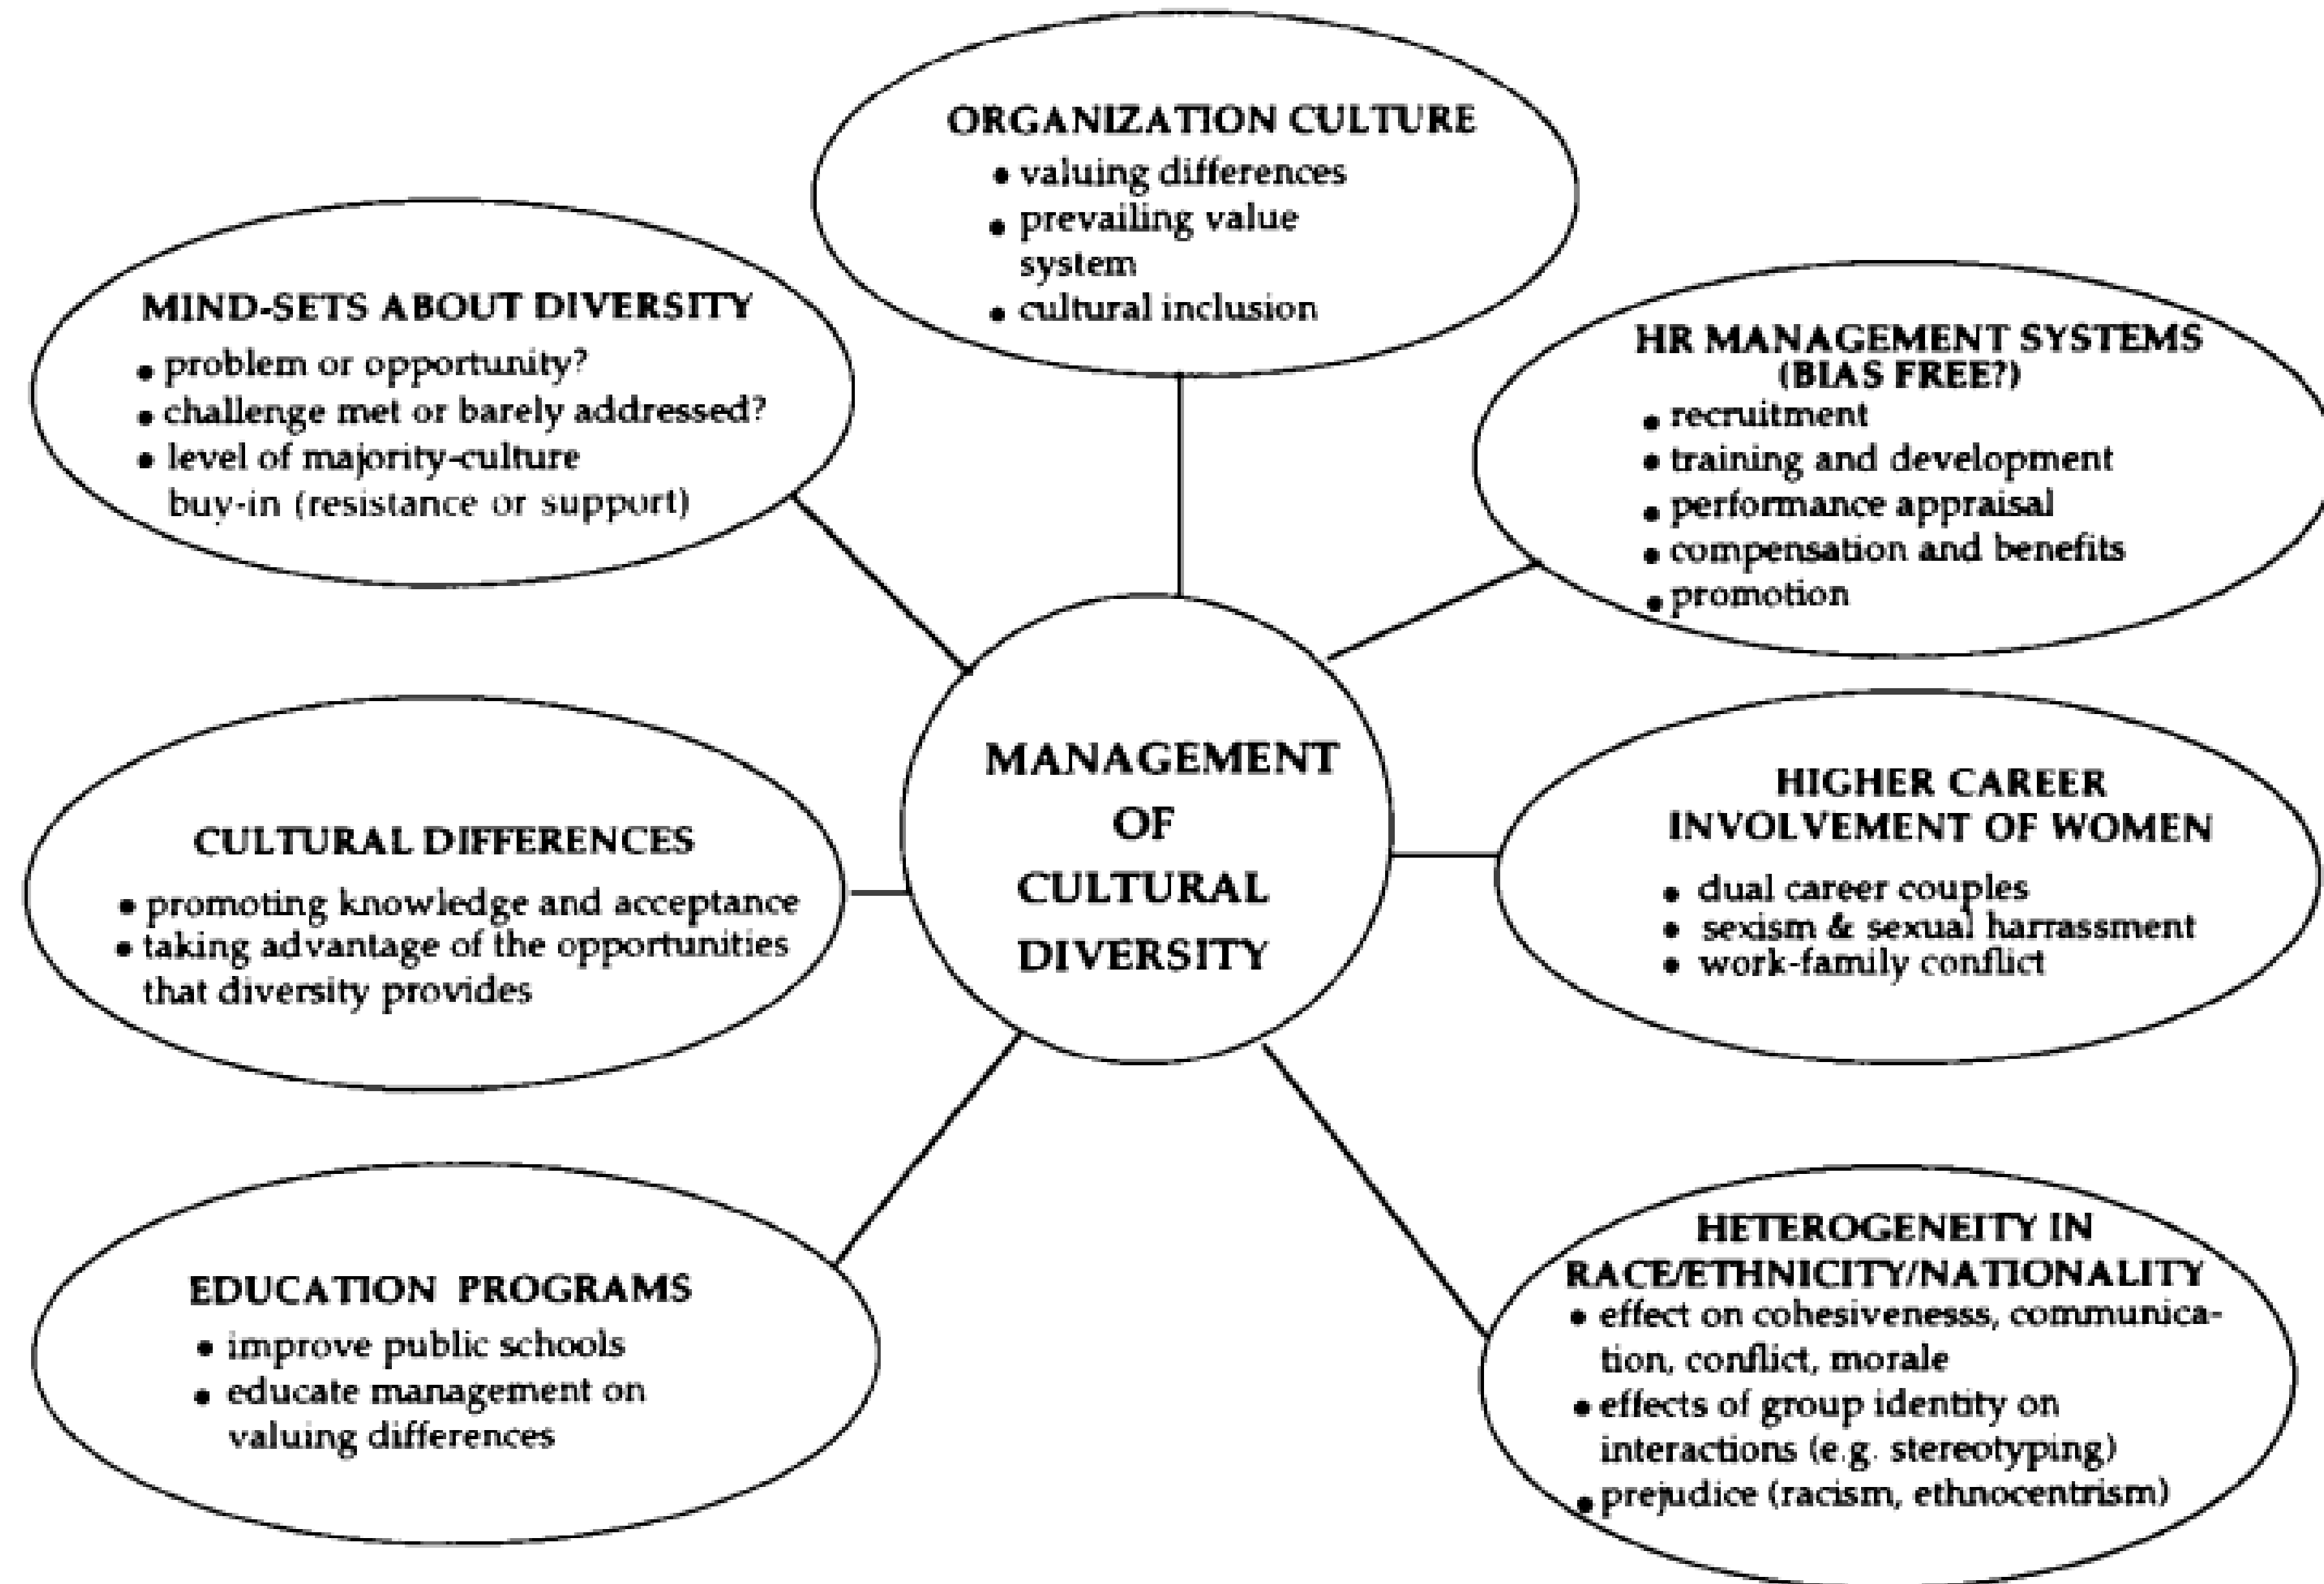 ORGANIZATION CULTURE
• valuing differences
• prevailing value
system
• cultural inclusion
MIND-SETS ABOUT DIVERSITY
• problem or opportunity?
• challenge met or barely addressed?
• level of majority-culture
buy-in (resistance or support)
HR MANAGEMENT SYSTEMS
(BIAS FREE?)
• recruitment
• training and development
• performance appraisal
• compensation and benefits
• promotion
MANAGEMENT
OF
CULTURAL
DIVERSITY
CULTURAL DIFFERENCES
• promoting knowledge and acceptance
• taking advantage of the opportunities
that diversity provides
HIGHER CAREER
INVOLVEMENT OF WOMEN
• dual career couples
• sexism & sexual harrassment
• work-family conflict
EDUCATION PROGRAMS
• improve public schools
• educate management on
valuing differences
HETEROGENEITY IN
RACE/ETHNICITY/NATIONALITY
• effect on cohesivenesss, communica-
tion, conflict, morale
• effects of group identity on
interactions (e.g. stereotyping)
• prejudice (racism, ethnocentrism)